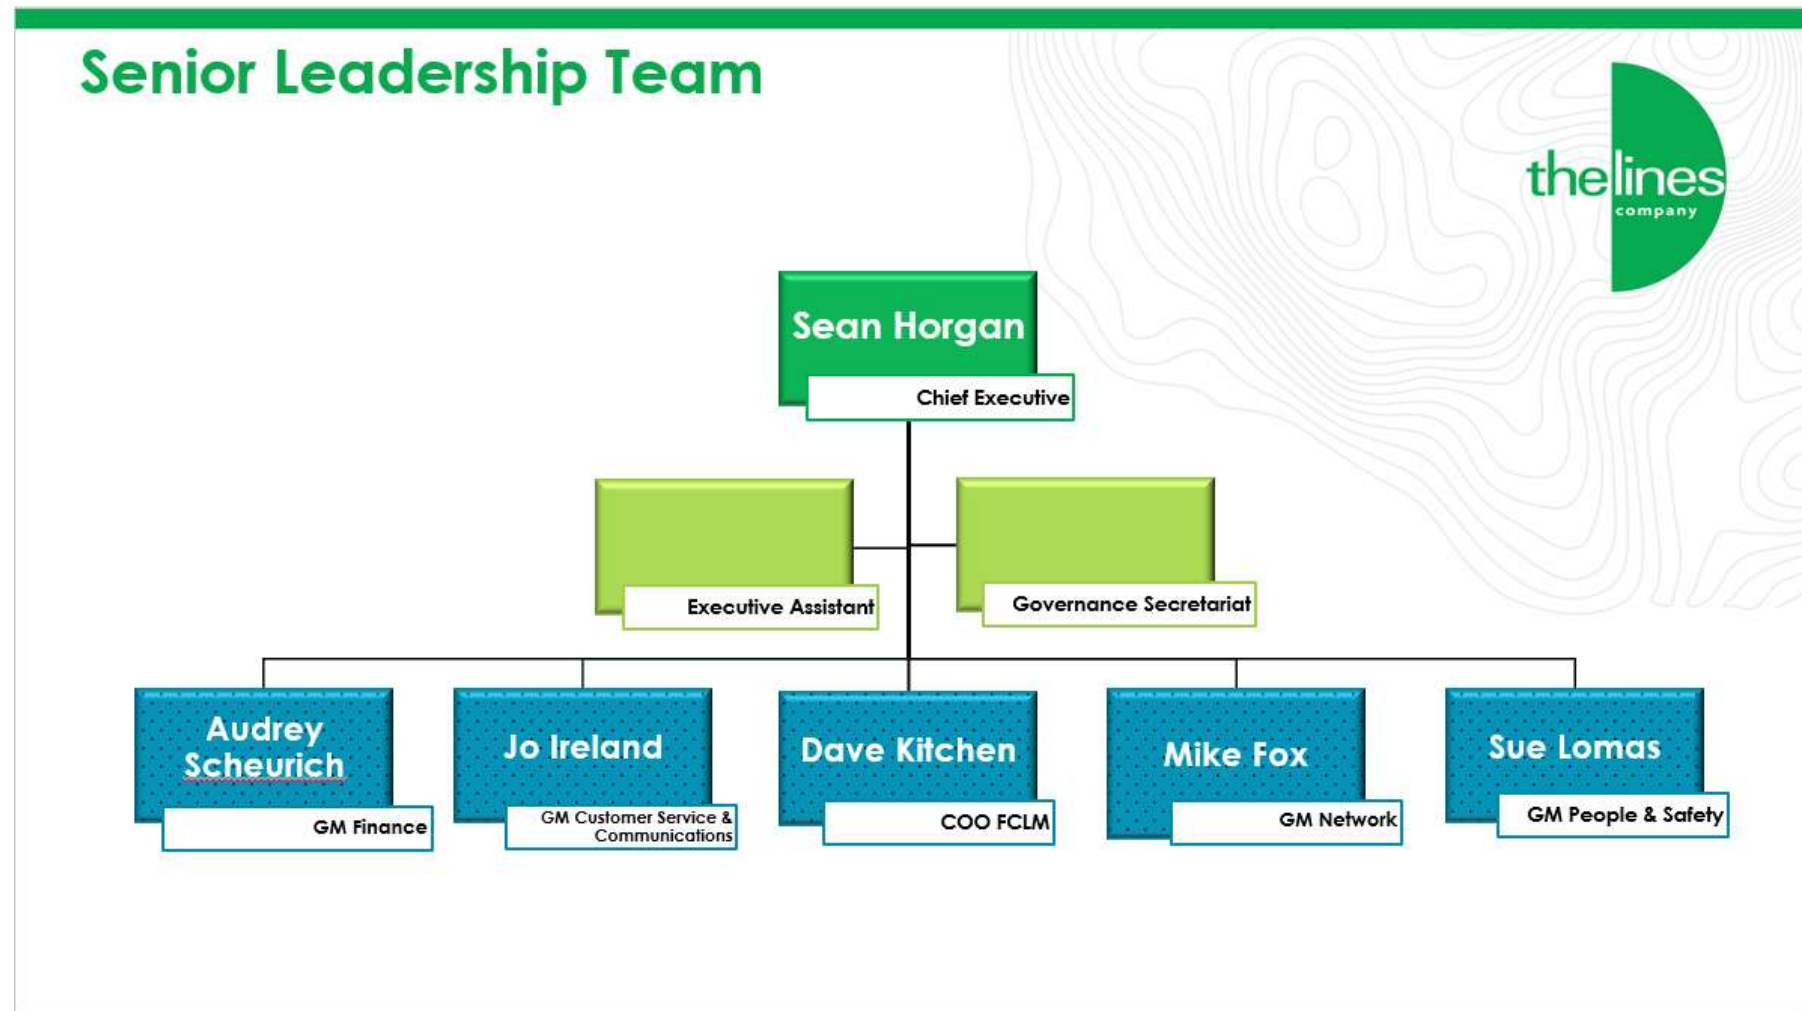 Senior Leadership Team
thelines
company
Sean Horgan
Chief Executive
Executive Assistant
Governance Secretariat
Audrey
Scheurich
GM Finance
Jo Ireland
GM Customer Service &
Communications
Dave Kitchen
COO FCLM
Mike Fox
GM Network
Sue Lomas
GM People & Safety